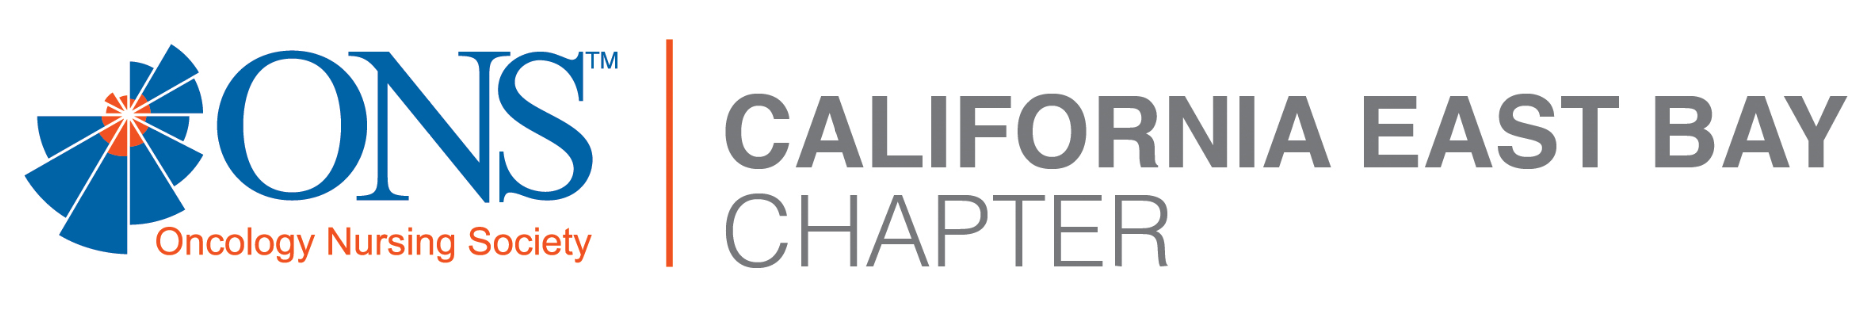 ONS™
Oncology Nursing Society
CALIFORNIA EAST BAY
CHAPTER